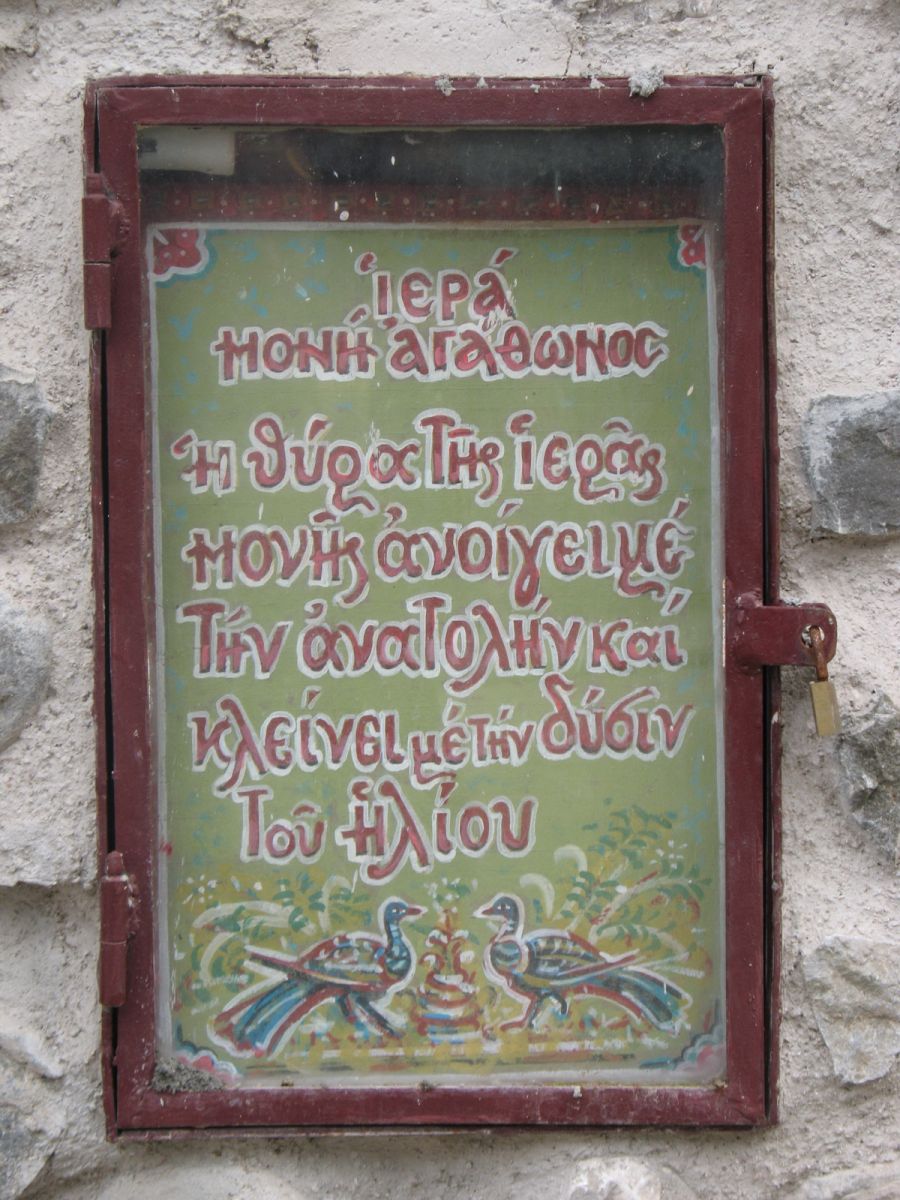 Ἱερά
Μονή Ἀγάθωνος
Ἡ θύρα τῆς ἱερᾶς
μονῆς ἀνοίγει μέ
τήν ἀνατολήν καί
κλείνει μέ τήν δύσιν
τοῦ ἡλίου